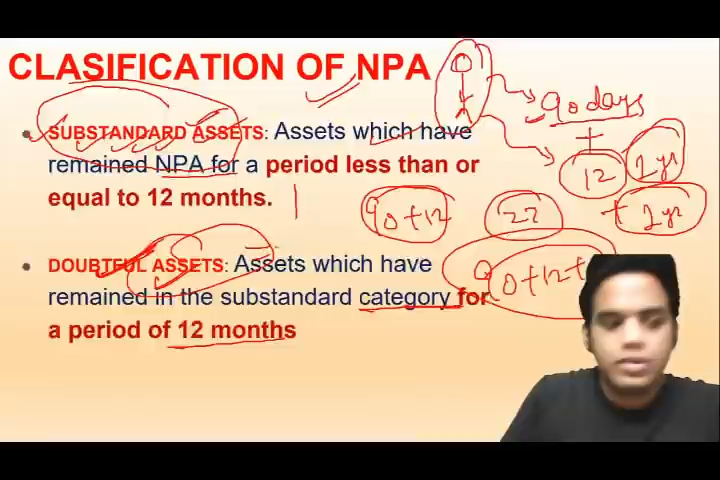 CLASIFICATION OF NPA
90 days
+
SUBSTANDARD ASSETS: Assets which have
remained NPA for a period less than or
12 1 yr
equal to 12 months.
90+12
+ 1 yr
DOUBTFUL ASSETS: Assets which have
90+12+
remained in the substandard category for
a period of 12 months